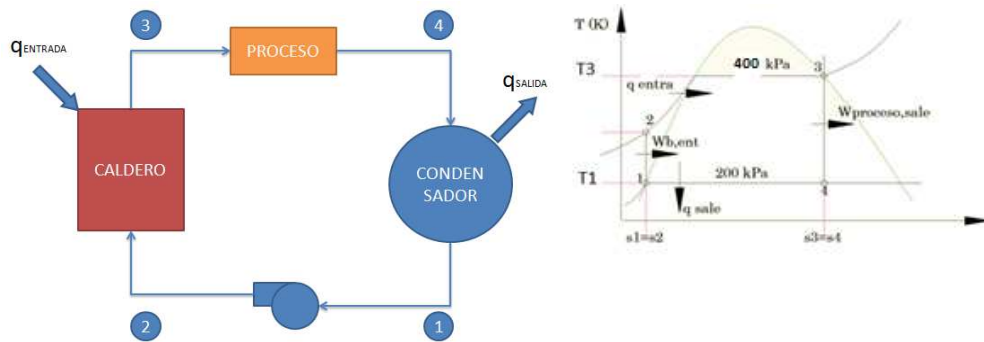 3
4
qENTRADA
PROCESO
qSALIDA
CALDERO
CONDEN
SADOR
2
1
T (K)
T3
400 kPa
3
q entra
2
Wproceso,sale
Wb,ent
T1
1
200 kPa
4
q sale
s1=s2
s3=s4